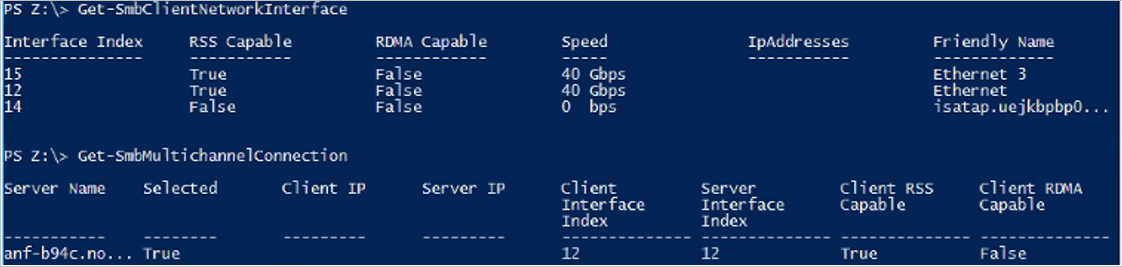 PS Z:\> Get-SmbClientNetworkInterface
Interface Index RSS Capable RDMA Capable Speed IpAddresses Friendly Name
--------------- ----------- ------------ ----- ----------- -------------
15 True False 40 Gbps Ethernet 3
12 True False 40 Gbps Ethernet
14 False False 0 bps isatap.uejkbpbp0...
PS Z:\> Get-SmbMultichannelConnection
Server Name Selected Client IP Server IP Client Server Client RSS Client RDMA
Interface Interface Capable Capable
Index Index
----------- -------- --------- --------- ------------- ------------- -------------- -------------
anf-b94c.no... True 12 12 True False